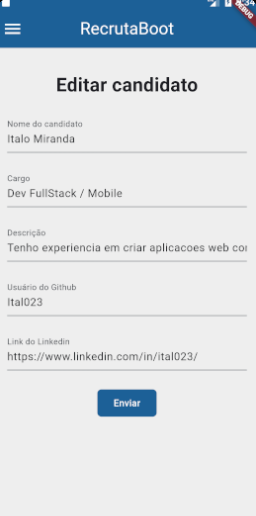 DEBUG
RecrutaBoot
Editar candidato
Nome do candidato
Italo Miranda
Cargo
Dev FullStack / Mobile
Descrição
Tenho experiencia em criar aplicacoes web co
Usuário do Github
Ital023
Link do Linkedin
https://www.linkedin.com/in/ital023/
Enviar